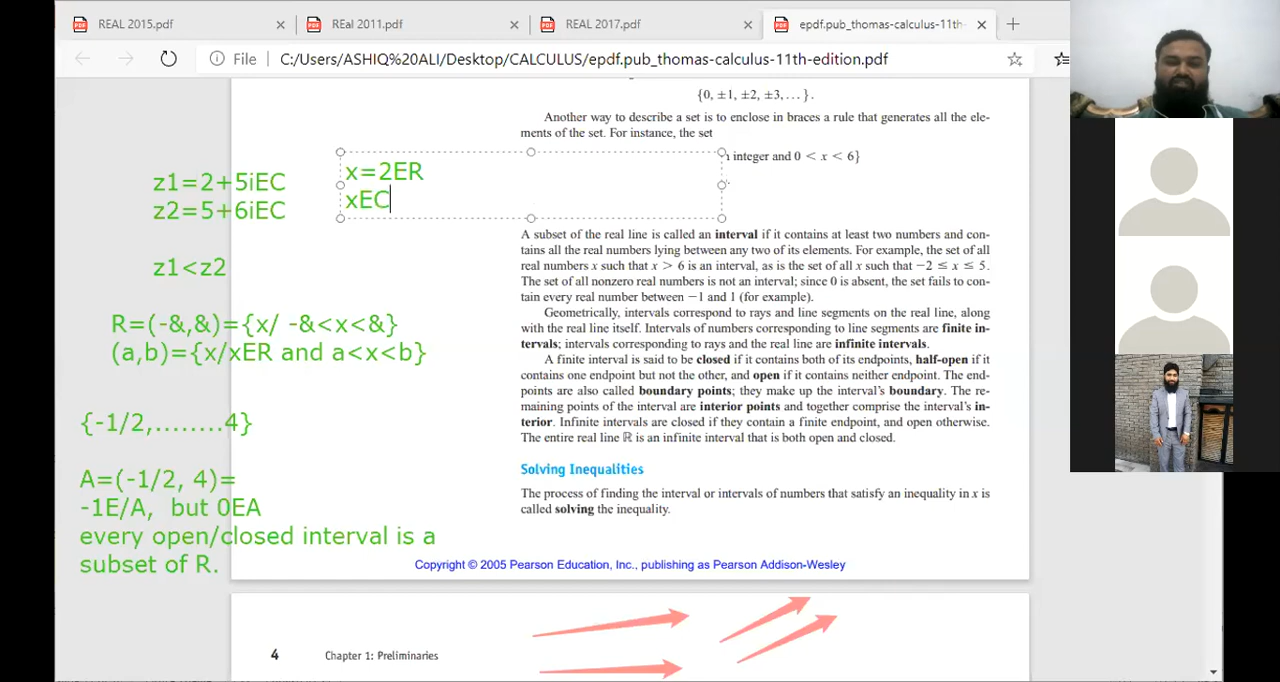 REAL 2015.pdf
REAl 2011.pdf
REAL 2017.pdf
epdf.pub_thomas-calculus-11th-
File
C:/Users/ASHIQ%20ALI/Desktop/CALCULUS/epdf.pub_thomas-calculus-11th-edition.pdf
{0, ±1, ±2, ±3, . . . }.
Another way to describe a set is to enclose in braces a rule that generates all the ele-
ments of the set. For instance, the set
integer and 0 < x < 6}
x=2ER
xEC
z1=2+5iEC
z2=5+6iEC
z1<z2
R=(-&,&)={x/ -&<x<&}
(a,b)={x/xER and a<x<b}
{-1/2,........4}
A=(-1/2, 4)=
-1E/A, but 0EA
every open/closed interval is a
subset of R.
A subset of the real line is called an interval if it contains at least two numbers and con-
tains all the real numbers lying between any two of its elements. For example, the set of all
real numbers x such that x > 6 is an interval, as is the set of all x such that −2 ≤ x ≤ 5.
The set of all nonzero real numbers is not an interval; since 0 is absent, the set fails to con-
tain every real number between −1 and 1 (for example).
Geometrically, intervals correspond to rays and line segments on the real line, along
with the real line itself. Intervals of numbers corresponding to line segments are finite in-
tervals; intervals corresponding to rays and the real line are infinite intervals.
A finite interval is said to be closed if it contains both of its endpoints, half-open if it
contains one endpoint but not the other, and open if it contains neither endpoint. The end-
points are also called boundary points; they make up the interval's boundary. The re-
maining points of the interval are interior points and together comprise the interval's in-
terior. Infinite intervals are closed if they contain a finite endpoint, and open otherwise.
The entire real line ℝ is an infinite interval that is both open and closed.
Solving Inequalities
The process of finding the interval or intervals of numbers that satisfy an inequality in x is
called solving the inequality.
Copyright © 2005 Pearson Education, Inc., publishing as Pearson Addison-Wesley
4 Chapter 1: Preliminaries